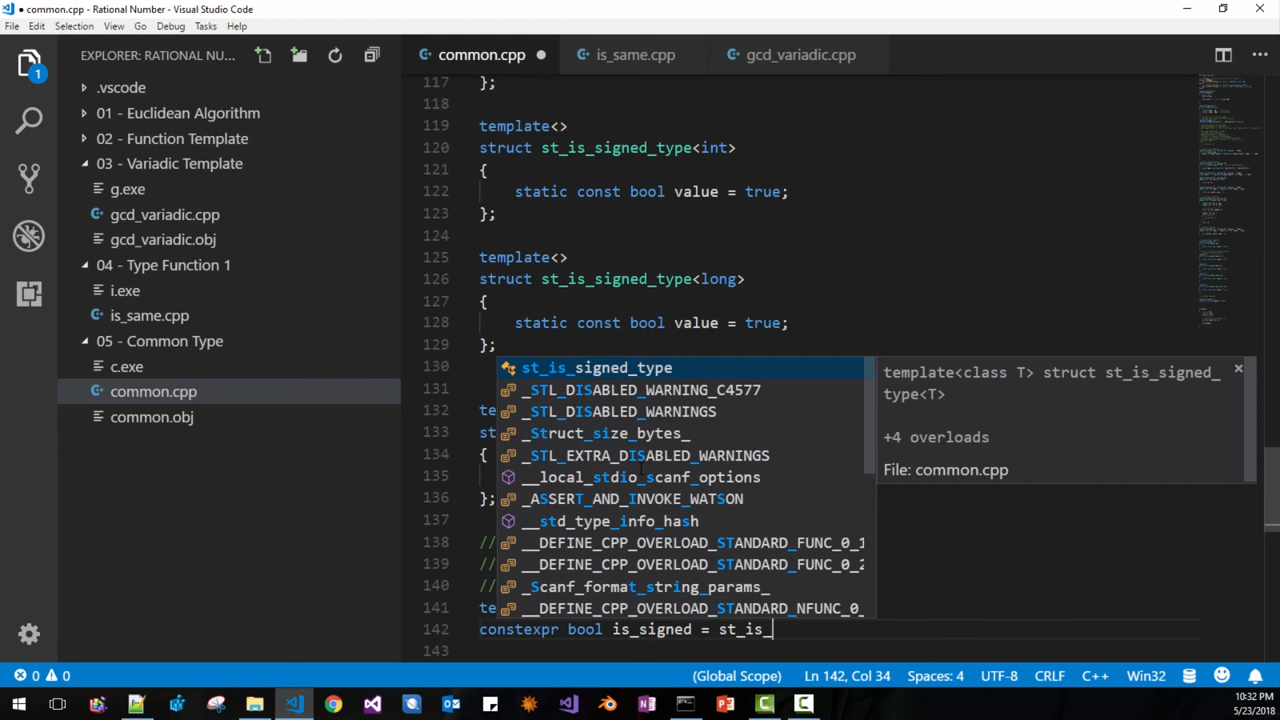 ● common.cpp - Rational Number - Visual Studio Code
File Edit Selection View Go Debug Tasks Help
EXPLORER: RATIONAL NU...
common.cpp ●
is_same.cpp
gcd_variadic.cpp
1
.vscode
01 - Euclidean Algorithm
02 - Function Template
03 - Variadic Template
g.exe
gcd_variadic.cpp
gcd_variadic.obj
04 - Type Function 1
i.exe
is_same.cpp
05 - Common Type
c.exe
common.cpp
common.obj
117 };
118
119 template<>
120 struct st_is_signed_type<int>
121 {
122 static const bool value = true;
123 };
124
125 template<>
126 struct st_is_signed_type<long>
127 {
128 static const bool value = true;
129 };
130
131
132 te
133 st
134 {
135
136 };
137
138 //
139 //
140 //
141 te
142 constexpr bool is_signed = st_is_
143
st_is_signed_type
_STL_DISABLED_WARNING_C4577
_STL_DISABLED_WARNINGS
_Struct_size_bytes_
_STL_EXTRA_DISABLED_WARNINGS
__local_stdio_scanf_options
_ASSERT_AND_INVOKE_WATSON
__std_type_info_hash
__DEFINE_CPP_OVERLOAD_STANDARD_FUNC_0_1
__DEFINE_CPP_OVERLOAD_STANDARD_FUNC_0_2
_Scanf_format_string_params_
__DEFINE_CPP_OVERLOAD_STANDARD_NFUNC_0_
template<class T> struct st_is_signed_
type<T>
+4 overloads
File: common.cpp
0 0
(Global Scope) Ln 142, Col 34 Spaces: 4 UTF-8 CRLF C++ Win32
10:32 PM
5/23/2018